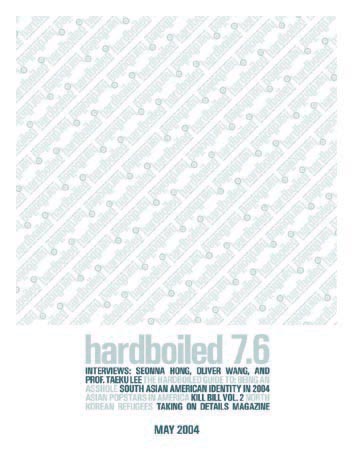 hardboiled 7.6
INTERVIEWS: SEONNA HONG, OLIVER WANG, AND
PROF. TAEKU LEE THE HARDBOILED GUIDE TO: BEING AN
ASSHOLE SOUTH ASIAN AMERICAN IDENTITY IN 2004
ASIAN POPSTARS IN AMERICA KILL BILL VOL. 2 NORTH
KOREAN REFUGEES TAKING ON DETAILS MAGAZINE
MAY 2004